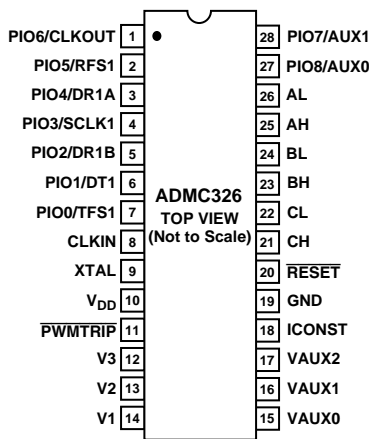 PIO6/CLKOUT 1 28 PIO7/AUX1
PIO5/RFS1 2 27 PIO8/AUX0
PIO4/DR1A 3 26 AL
PIO3/SCLK1 4 25 AH
PIO2/DR1B 5 24 BL
PIO1/DT1 6 23 BH
ADMC326
PIO0/TFS1 7 TOP VIEW 22 CL
(Not to Scale)
CLKIN 8 21 CH
XTAL 9 20 RESET
VDD 10 19 GND
PWMTRIP 11 18 ICONST
V3 12 17 VAUX2
V2 13 16 VAUX1
V1 14 15 VAUX0